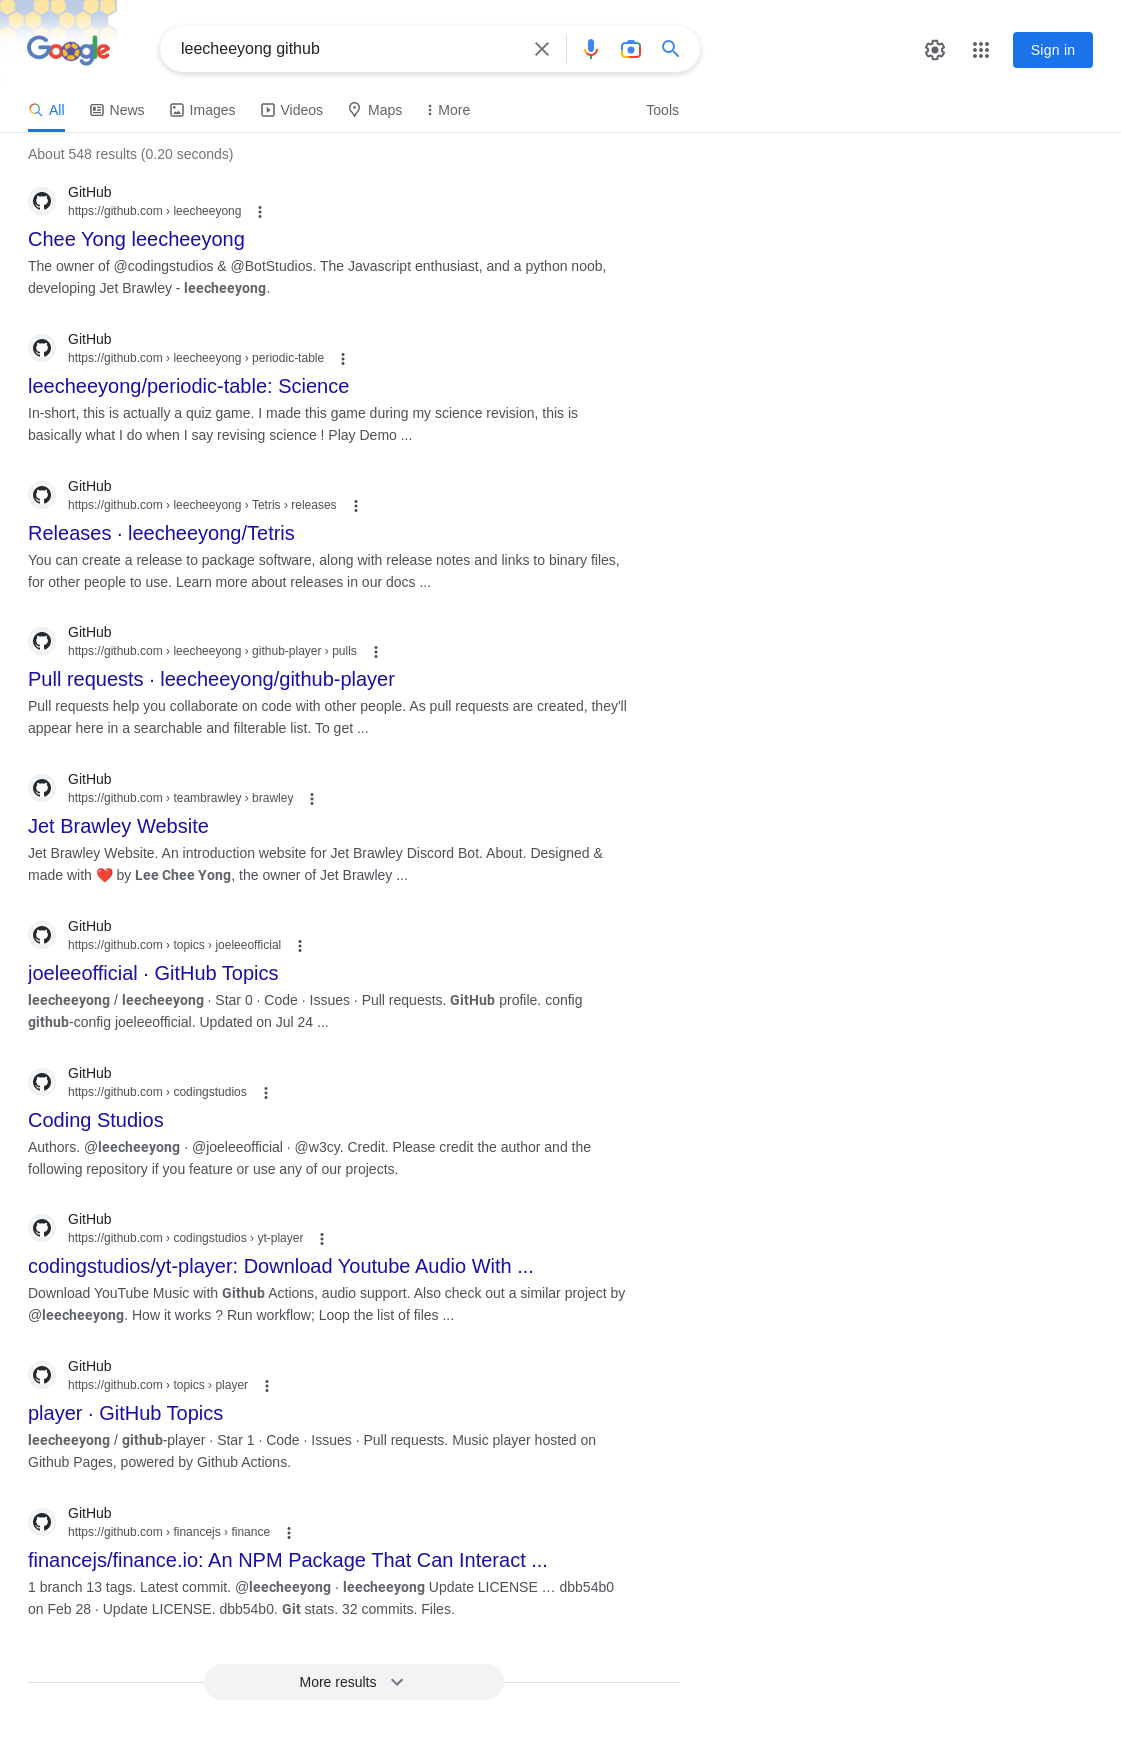 Google
leecheeyong github
Sign in
All
News
Images
Videos
Maps
More
Tools
About 548 results (0.20 seconds)
GitHub
https://github.com › leecheeyong
Chee Yong leecheeyong
The owner of @codingstudios & @BotStudios. The Javascript enthusiast, and a python noob,
developing Jet Brawley - leecheeyong.
GitHub
https://github.com › leecheeyong › periodic-table
leecheeyong/periodic-table: Science
In-short, this is actually a quiz game. I made this game during my science revision, this is
basically what I do when I say revising science ! Play Demo ...
GitHub
https://github.com › leecheeyong › Tetris › releases
Releases · leecheeyong/Tetris
You can create a release to package software, along with release notes and links to binary files,
for other people to use. Learn more about releases in our docs ...
GitHub
https://github.com › leecheeyong › github-player › pulls
Pull requests · leecheeyong/github-player
Pull requests help you collaborate on code with other people. As pull requests are created, they'll
appear here in a searchable and filterable list. To get ...
GitHub
https://github.com › teambrawley › brawley
Jet Brawley Website
Jet Brawley Website. An introduction website for Jet Brawley Discord Bot. About. Designed &
made with ❤️ by Lee Chee Yong, the owner of Jet Brawley ...
GitHub
https://github.com › topics › joeleeofficial
joeleeofficial · GitHub Topics
leecheeyong / leecheeyong · Star 0 · Code · Issues · Pull requests. GitHub profile. config
github-config joeleeofficial. Updated on Jul 24 ...
GitHub
https://github.com › codingstudios
Coding Studios
Authors. @leecheeyong · @joeleeofficial · @w3cy. Credit. Please credit the author and the
following repository if you feature or use any of our projects.
GitHub
https://github.com › codingstudios › yt-player
codingstudios/yt-player: Download Youtube Audio With ...
Download YouTube Music with Github Actions, audio support. Also check out a similar project by
@leecheeyong. How it works ? Run workflow; Loop the list of files ...
GitHub
https://github.com › topics › player
player · GitHub Topics
leecheeyong / github-player · Star 1 · Code · Issues · Pull requests. Music player hosted on
Github Pages, powered by Github Actions.
GitHub
https://github.com › financejs › finance
financejs/finance.io: An NPM Package That Can Interact ...
1 branch 13 tags. Latest commit. @leecheeyong · leecheeyong Update LICENSE … dbb54b0
on Feb 28 · Update LICENSE. dbb54b0. Git stats. 32 commits. Files.
More results